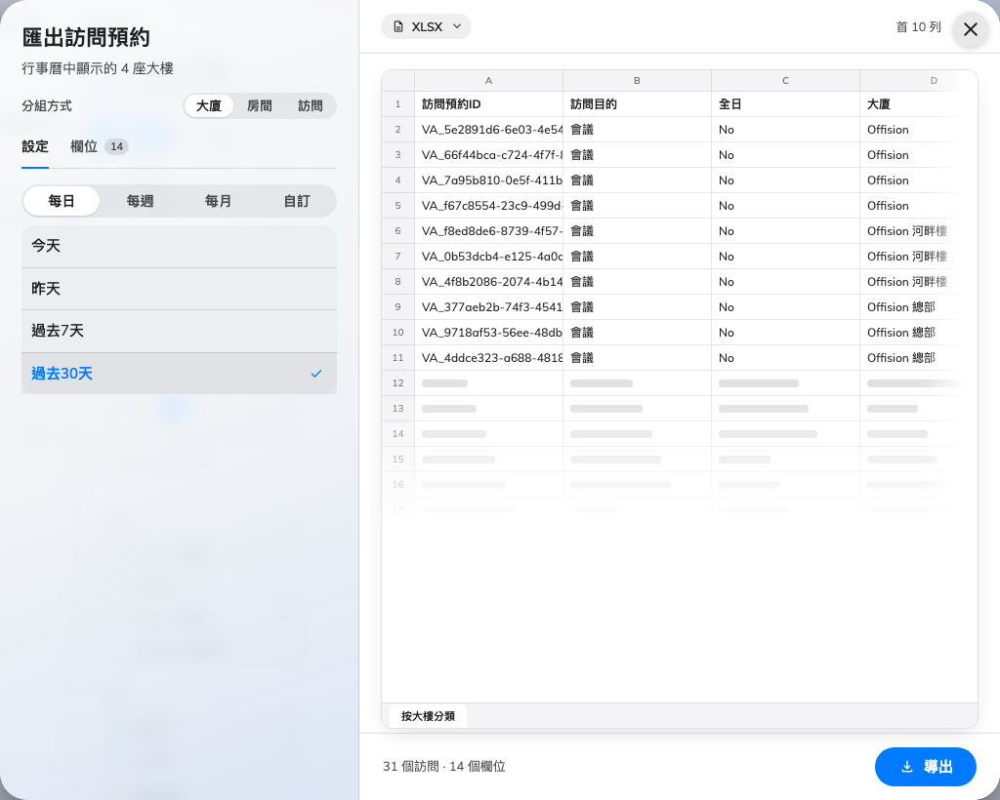 匯出訪問預約
行事曆中顯示的 4 座大樓
分組方式 大廈 房間 訪問
設定 欄位 14
每日 每週 每月 自訂
今天
昨天
過去7天
過去30天
XLSX 首 10 列
A B C D
1 訪問預約ID 訪問目的 全日 大廈
2 VA_5e2891d6-6e03-4e54 會議 No Offision
3 VA_66f44bca-c724-4f7f- 會議 No Offision
4 VA_7a95b810-0e5f-411b 會議 No Offision
5 VA_f67c8554-23c9-499d- 會議 No Offision
6 VA_f8ed8de6-8739-4f57- 會議 No Offision 河畔樓
7 VA_0b53dcb4-e125-4a0c 會議 No Offision 河畔樓
8 VA_4f8b2086-2074-4b14 會議 No Offision 河畔樓
9 VA_377aeb2b-74f3-4541 會議 No Offision 總部
10 VA_9718af53-56ee-48db 會議 No Offision 總部
11 VA_4ddce323-a688-4818 會議 No Offision 總部
12
13
14
15
16
17
按大樓分類
31 個訪問 · 14 個欄位 導出